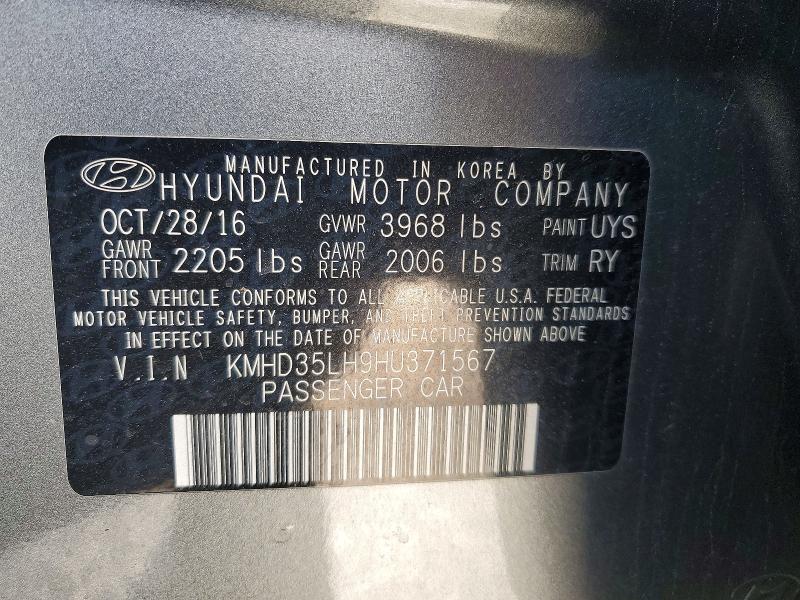 MANUFACTURED IN KOREA BY
HYUNDAI MOTOR COMPANY
OCT/28/16 GVWR 3968 lbs PAINT UYS
GAWR FRONT 2205 lbs GAWR REAR 2006 lbs TRIM RY
THIS VEHICLE CONFORMS TO ALL APPLICABLE U.S.A. FEDERAL
MOTOR VEHICLE SAFETY, BUMPER, AND THEFT PREVENTION STANDARDS
IN EFFECT ON THE DATE OF MANUFACTURE SHOWN ABOVE
V.I.N KMHD35LH9HU371567
PASSENGER CAR